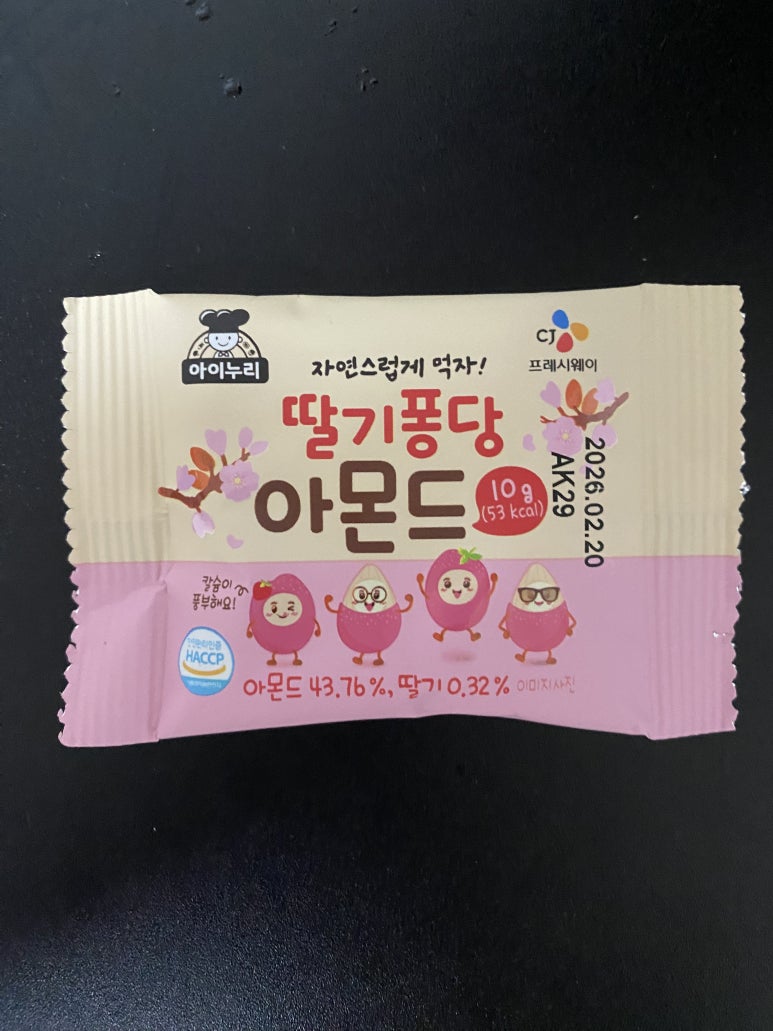 아이누리
자연스럽게 먹자!
CJ
프레시웨이
딸기퐁당
아몬드
10g
(53 kcal)
2026.02.20
AK29
칼슘이
풍부해요!
HACCP
아몬드 43.76%, 딸기 0.32% 이미지사진